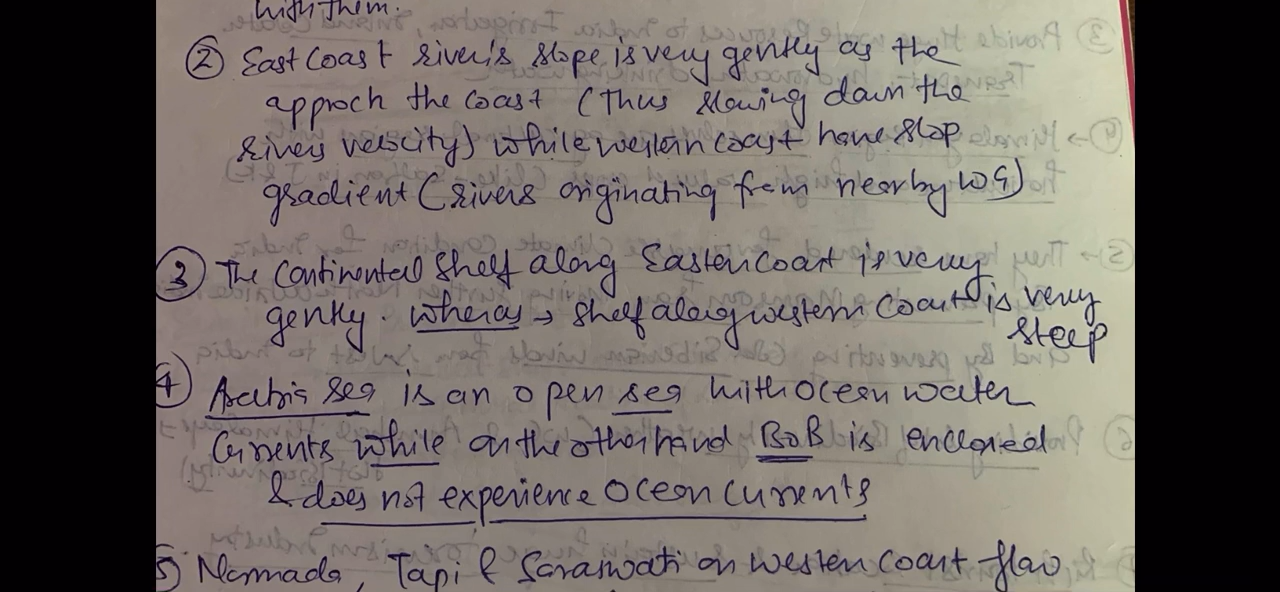 with them.
② East Coast river's slope is very gently as the
approch the coast (Thus slowing down the
rivers velocity) while western coast have slop
gradient (rivers originating from nearby WG)
③ The Continental Shelf along Eastern Coast is very
gently. whereas → shelf along western Coast is very
steep
④ Arabia sea is an open sea with Ocean water
Currents while on the other hand BoB is enclosed
& does not experience Ocean currents
5) Narmada, Tapi & Saraswati on western coast flow